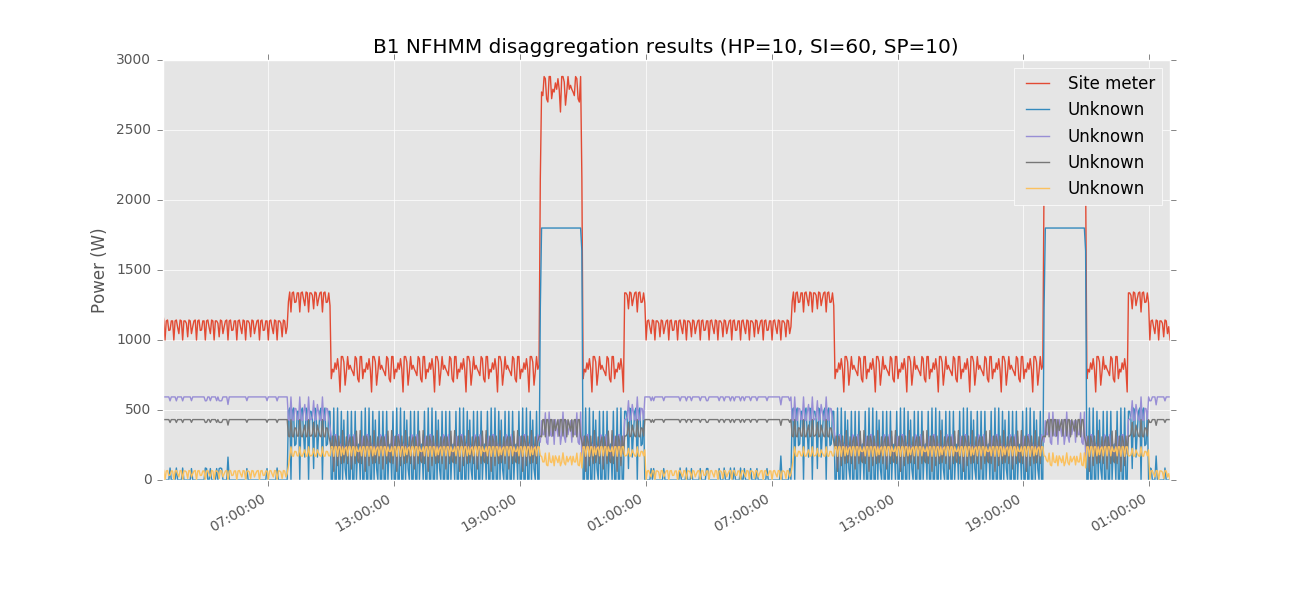 B1 NFHMM disaggregation results (HP=10, SI=60, SP=10)
3000
2500
2000
1500
1000
500
0
Power (W)
Site meter
Unknown
Unknown
Unknown
Unknown
07:00:00
13:00:00
19:00:00
01:00:00
07:00:00
13:00:00
19:00:00
01:00:00